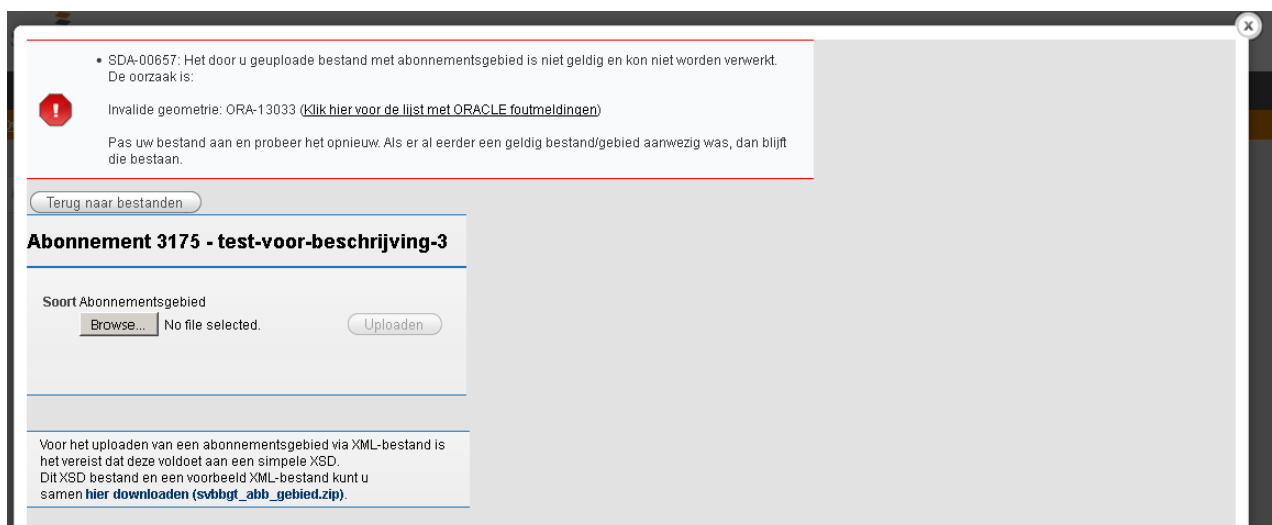 • SDA-00657: Het door u geuploade bestand met abonnementsgebied is niet geldig en kon niet worden verwerkt.
De oorzaak is:
Invalide geometrie: ORA-13033 (Klik hier voor de lijst met ORACLE foutmeldingen)
Pas uw bestand aan en probeer het opnieuw. Als er al eerder een geldig bestand/gebied aanwezig was, dan blijft
die bestaan.
Terug naar bestanden
Abonnement 3175 - test-voor-beschrijving-3
Soort Abonnementsgebied
Browse... No file selected. Uploaden
Voor het uploaden van een abonnementsgebied via XML-bestand is
het vereist dat deze voldoet aan een simpele XSD.
Dit XSD bestand en een voorbeeld XML-bestand kunt u
samen hier downloaden (svbbgt_abb_gebied.zip).